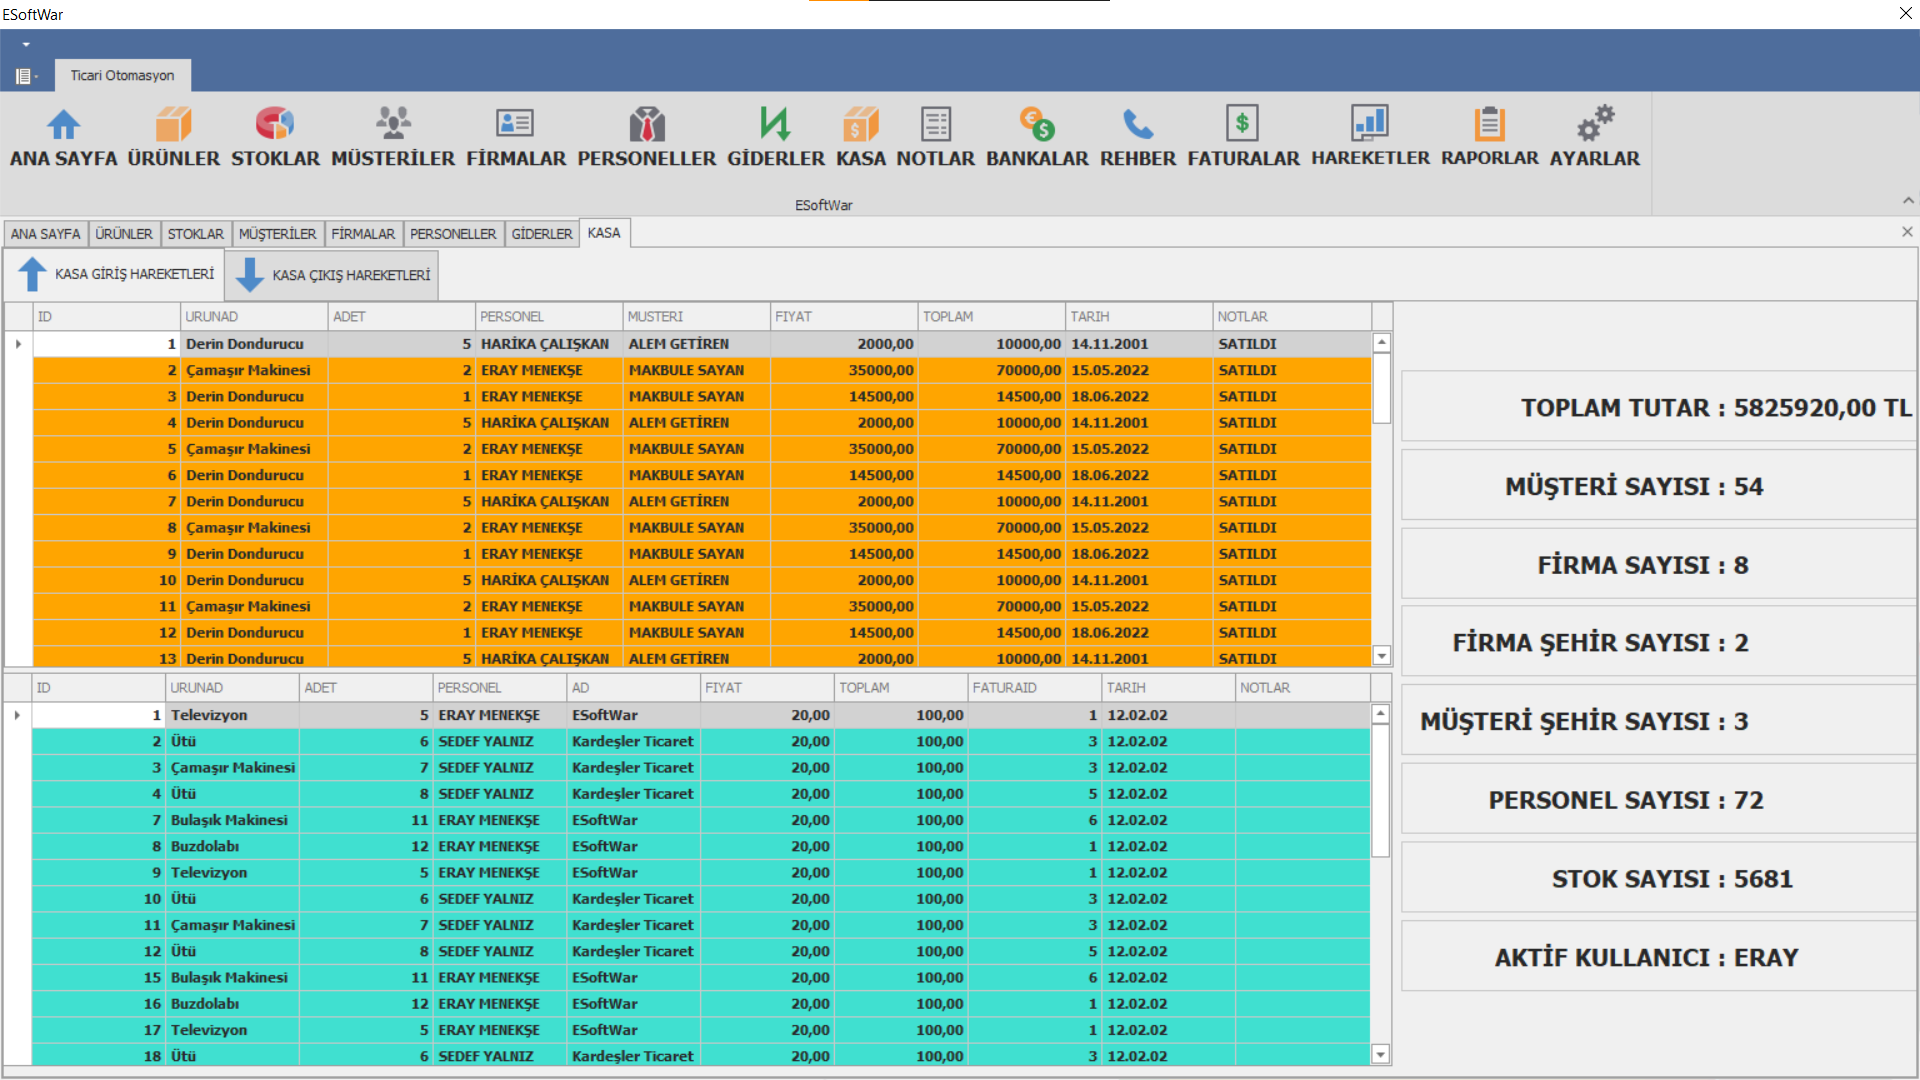 ESoftWar
Ticari Otomasyon
ANA SAYFA ÜRÜNLER STOKLAR MÜSTERİLER FİRMALAR PERSONELLER GİDERLER KASA NOTLAR BANKALAR REHBER FATURALAR HAREKETLER RAPORLAR AYARLAR
ESoftWar
ANA SAYFA ÜRÜNLER STOKLAR MÜŞTERİLER FİRMALAR PERSONELLER GİDERLER KASA
KASA GİRİŞ HAREKETLERİ KASA ÇIKIŞ HAREKETLERİ
ID URUNAD ADET PERSONEL MUSTERI FIYAT TOPLAM TARIH NOTLAR
1 Derin Dondurucu 5 HARİKA ÇALIŞKAN ALEM GETİREN 2000,00 10000,00 14.11.2001 SATILDI
2 Çamaşır Makinesi 2 ERAY MENEKŞE MAKBULE SAYAN 35000,00 70000,00 15.05.2022 SATILDI
3 Derin Dondurucu 1 ERAY MENEKŞE MAKBULE SAYAN 14500,00 14500,00 18.06.2022 SATILDI
4 Derin Dondurucu 5 HARİKA ÇALIŞKAN ALEM GETİREN 2000,00 10000,00 14.11.2001 SATILDI
5 Çamaşır Makinesi 2 ERAY MENEKŞE MAKBULE SAYAN 35000,00 70000,00 15.05.2022 SATILDI
6 Derin Dondurucu 1 ERAY MENEKŞE MAKBULE SAYAN 14500,00 14500,00 18.06.2022 SATILDI
7 Derin Dondurucu 5 HARİKA ÇALIŞKAN ALEM GETİREN 2000,00 10000,00 14.11.2001 SATILDI
8 Çamaşır Makinesi 2 ERAY MENEKŞE MAKBULE SAYAN 35000,00 70000,00 15.05.2022 SATILDI
9 Derin Dondurucu 1 ERAY MENEKŞE MAKBULE SAYAN 14500,00 14500,00 18.06.2022 SATILDI
10 Derin Dondurucu 5 HARİKA ÇALIŞKAN ALEM GETİREN 2000,00 10000,00 14.11.2001 SATILDI
11 Çamaşır Makinesi 2 ERAY MENEKŞE MAKBULE SAYAN 35000,00 70000,00 15.05.2022 SATILDI
12 Derin Dondurucu 1 ERAY MENEKŞE MAKBULE SAYAN 14500,00 14500,00 18.06.2022 SATILDI
13 Derin Dondurucu 5 HARİKA ÇALIŞKAN ALEM GETİREN 2000,00 10000,00 14.11.2001 SATILDI
ID URUNAD ADET PERSONEL AD FIYAT TOPLAM FATURAID TARIH NOTLAR
1 Televizyon 5 ERAY MENEKŞE ESoftWar 20,00 100,00 1 12.02.02
2 Ütü 6 SEDEF YALNIZ Kardeşler Ticaret 20,00 100,00 3 12.02.02
3 Çamaşır Makinesi 7 SEDEF YALNIZ Kardeşler Ticaret 20,00 100,00 3 12.02.02
4 Ütü 8 SEDEF YALNIZ Kardeşler Ticaret 20,00 100,00 5 12.02.02
7 Bulaşık Makinesi 11 ERAY MENEKŞE ESoftWar 20,00 100,00 6 12.02.02
8 Buzdolabı 12 ERAY MENEKŞE ESoftWar 20,00 100,00 1 12.02.02
9 Televizyon 5 ERAY MENEKŞE ESoftWar 20,00 100,00 1 12.02.02
10 Ütü 6 SEDEF YALNIZ Kardeşler Ticaret 20,00 100,00 3 12.02.02
11 Çamaşır Makinesi 7 SEDEF YALNIZ Kardeşler Ticaret 20,00 100,00 3 12.02.02
12 Ütü 8 SEDEF YALNIZ Kardeşler Ticaret 20,00 100,00 5 12.02.02
15 Bulaşık Makinesi 11 ERAY MENEKŞE ESoftWar 20,00 100,00 6 12.02.02
16 Buzdolabı 12 ERAY MENEKŞE ESoftWar 20,00 100,00 1 12.02.02
17 Televizyon 5 ERAY MENEKŞE ESoftWar 20,00 100,00 1 12.02.02
18 Ütü 6 SEDEF YALNIZ Kardeşler Ticaret 20,00 100,00 3 12.02.02
TOPLAM TUTAR : 5825920,00 TL
MÜŞTERİ SAYISI : 54
FİRMA SAYISI : 8
FİRMA ŞEHİR SAYISI : 2
MÜŞTERİ ŞEHİR SAYISI : 3
PERSONEL SAYISI : 72
STOK SAYISI : 5681
AKTİF KULLANICI : ERAY